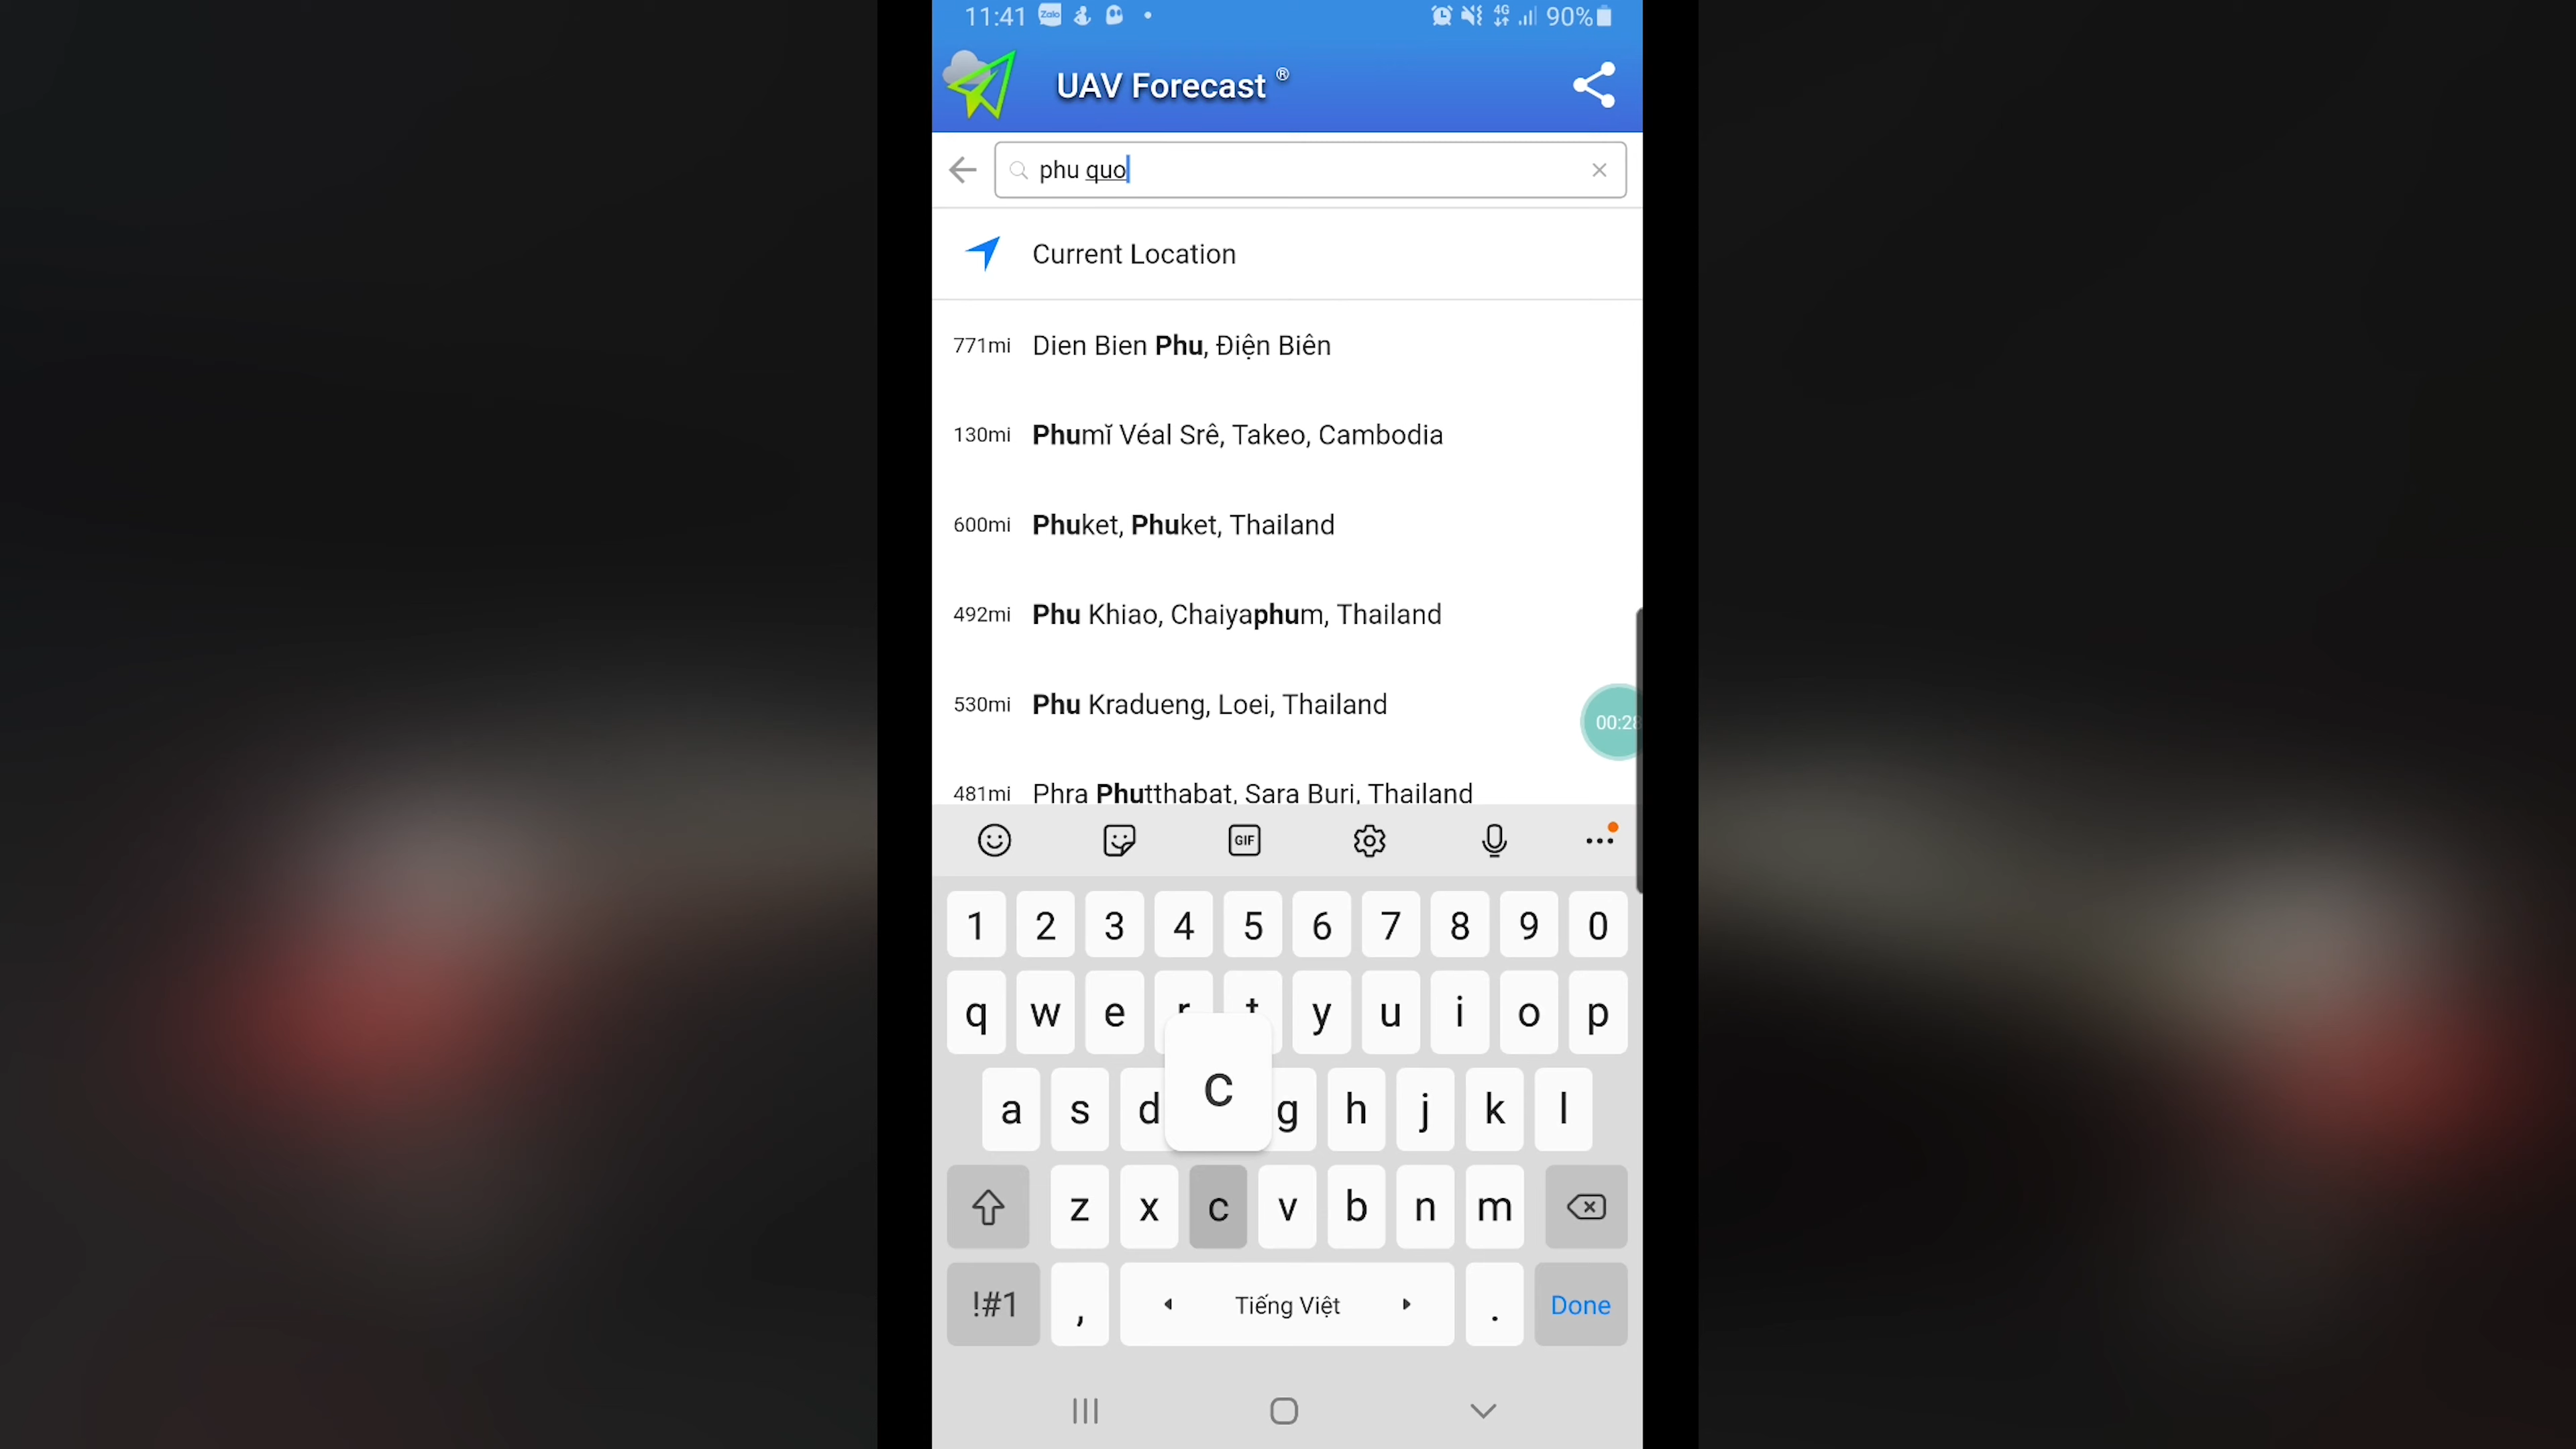 11:41 Zalo 4G 90%
UAV Forecast ®
phu quo
Current Location
771mi Dien Bien Phu, Điện Biên
130mi Phumĭ Véal Srê, Takeo, Cambodia
600mi Phuket, Phuket, Thailand
492mi Phu Khiao, Chaiyaphum, Thailand
530mi Phu Kradueng, Loei, Thailand
00:28
481mi Phra Phutthabat, Sara Buri, Thailand
GIF
1 2 3 4 5 6 7 8 9 0
q w e r t y u i o p
a s d c g h j k l
z x c v b n m
!#1 , Tiếng Việt . Done